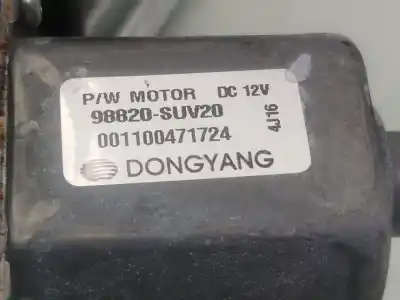 P/W MOTOR DC 12V
98820-SUV20
001100471724
4J16
DONGYANG